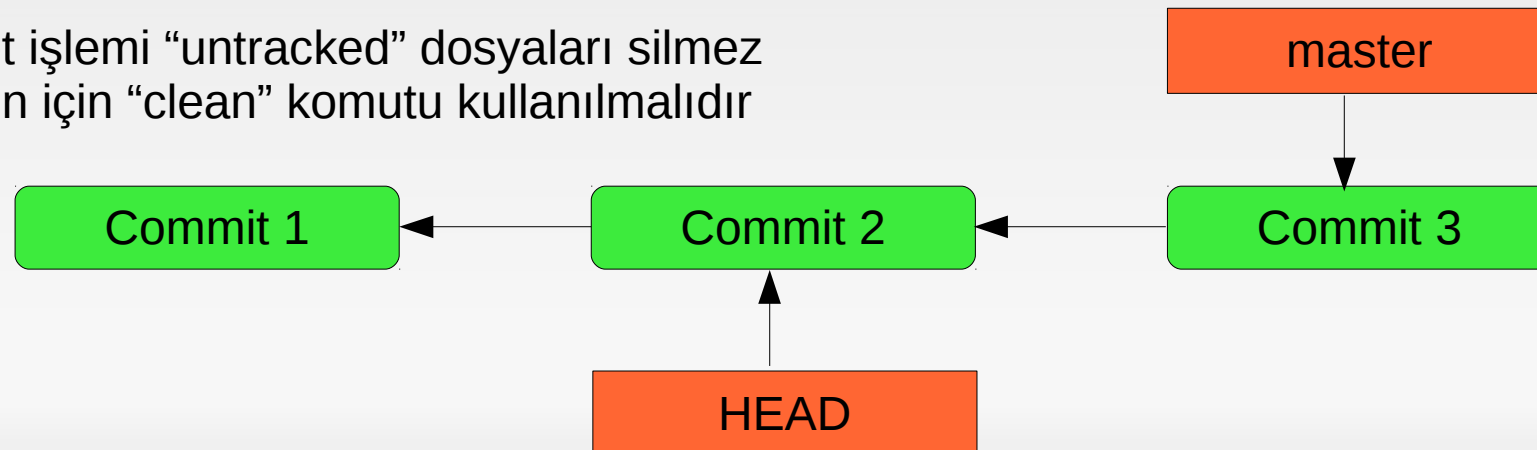 t işlemi “untracked” dosyaları silmez
n için “clean” komutu kullanılmalıdır
master
Commit 1
Commit 2
Commit 3
HEAD